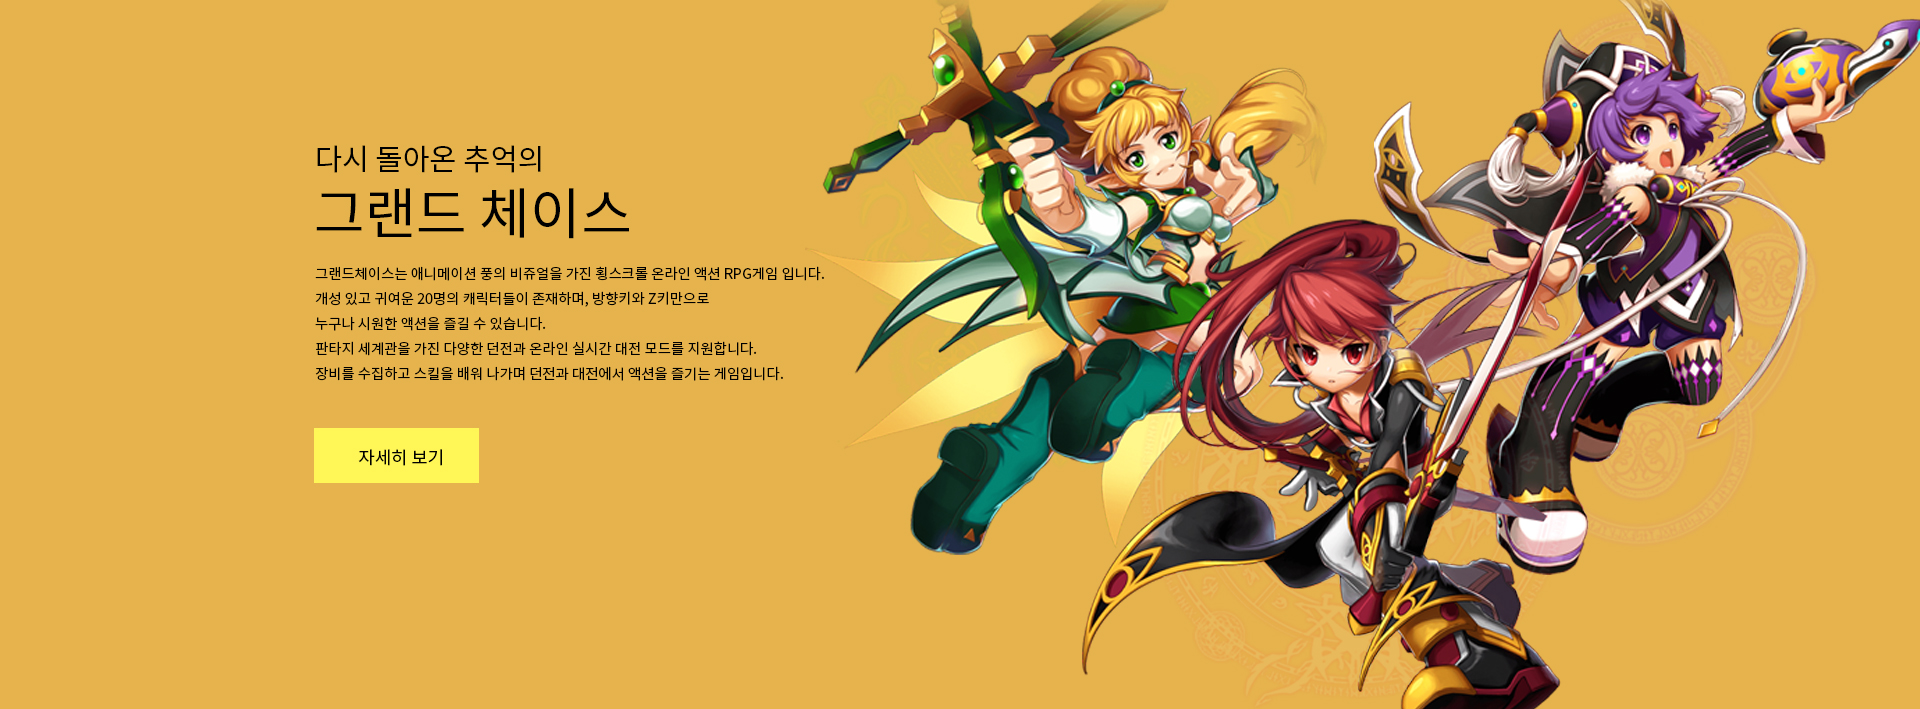 다시 돌아온 추억의
그랜드 체이스
그랜드체이스는 애니메이션 풍의 비쥬얼을 가진 횡스크롤 온라인 액션 RPG게임 입니다.
개성 있고 귀여운 20명의 캐릭터들이 존재하며, 방향키와 Z키만으로
누구나 시원한 액션을 즐길 수 있습니다.
판타지 세계관을 가진 다양한 던전과 온라인 실시간 대전 모드를 지원합니다.
장비를 수집하고 스킬을 배워 나가며 던전과 대전에서 액션을 즐기는 게임입니다.
자세히 보기